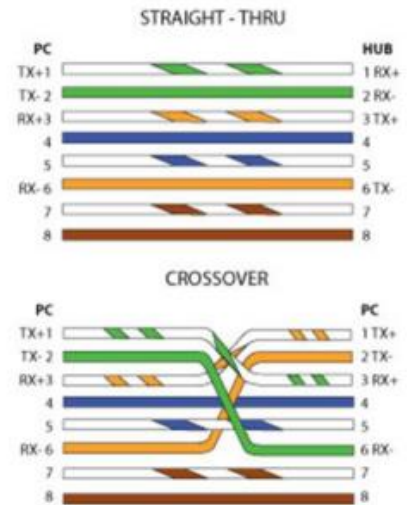 STRAIGHT - THRU
PC HUB
TX+1 1 RX+
TX- 2 2 RX-
RX+3 3 TX+
4 4
5 5
RX- 6 6 TX-
7 7
8 8
CROSSOVER
PC PC
TX+1 1 TX+
TX- 2 2 TX-
RX+3 3 RX+
4 4
5 5
RX- 6 6 RX-
7 7
8 8